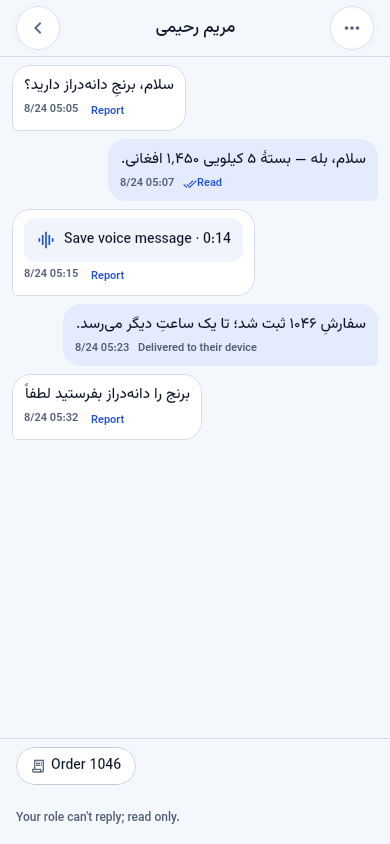 مریم رحیمی
سلام، برنجِ دانه‌دراز دارید؟
8/24 05:05 Report
سلام، بله — بستهٔ ۵ کیلویی ۱,۴۵۰ افغانی.
8/24 05:07 Read
Save voice message · 0:14
8/24 05:15 Report
سفارشِ ۱۰۴۶ ثبت شد؛ تا یک ساعتِ دیگر می‌رسد.
8/24 05:23 Delivered to their device
برنج را دانه‌دراز بفرستید لطفاً
8/24 05:32 Report
Order 1046
Your role can't reply; read only.